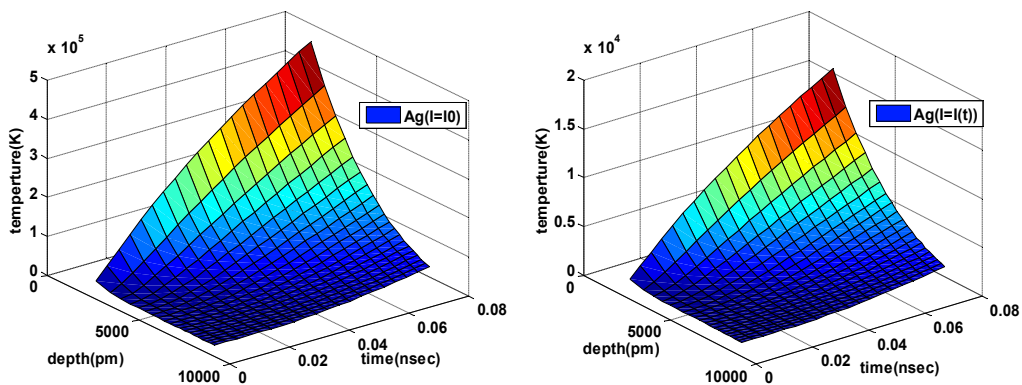 x 10^5
5
4
3
2
1
0
temperture(K)
0
5000
10000
depth(pm)
0
0.02
0.04
0.06
0.08
time(nsec)
Ag(I=I0)
x 10^4
2
1.5
1
0.5
0
temperture(K)
0
5000
10000
depth(pm)
0
0.02
0.04
0.06
0.08
time(nsec)
Ag(I=I(t))